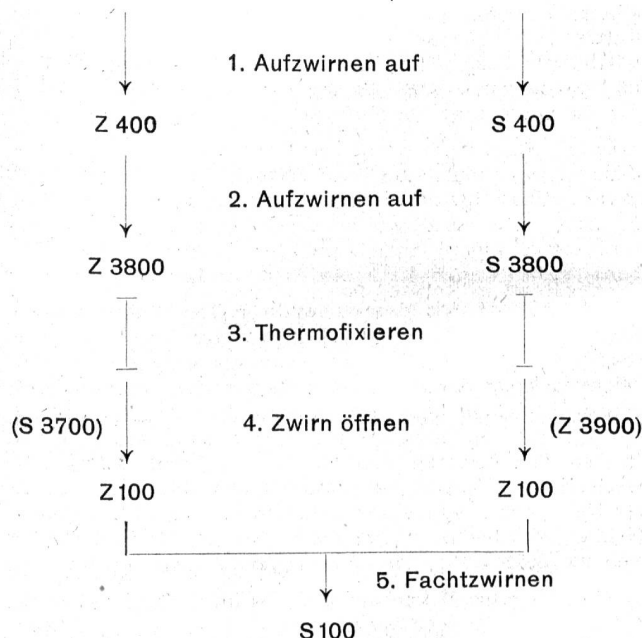 1. Aufzwirnen auf
Z 400 S 400
2. Aufzwirnen auf
Z 3800 S 3800
3. Thermofixieren
(S 3700) 4. Zwirn öffnen (Z 3900)
Z 100 Z 100
5. Fachtzwirnen
S 100